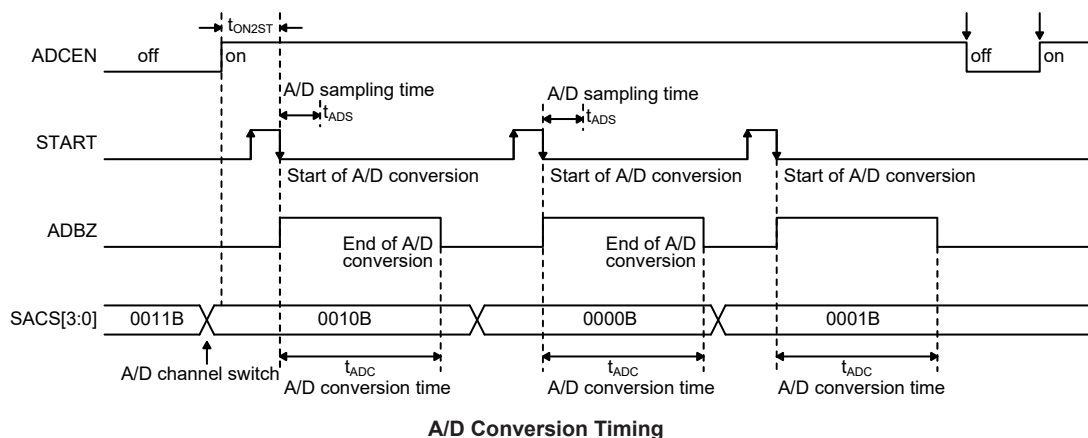 tON2ST
ADCEN
off
on
off
on
A/D sampling time
tADS
A/D sampling time
tADS
START
Start of A/D conversion
Start of A/D conversion
Start of A/D conversion
ADBZ
End of A/D
conversion
End of A/D
conversion
SACS[3:0]
0011B
0010B
0000B
0001B
A/D channel switch
tADC
A/D conversion time
tADC
A/D conversion time
tADC
A/D conversion time
A/D Conversion Timing